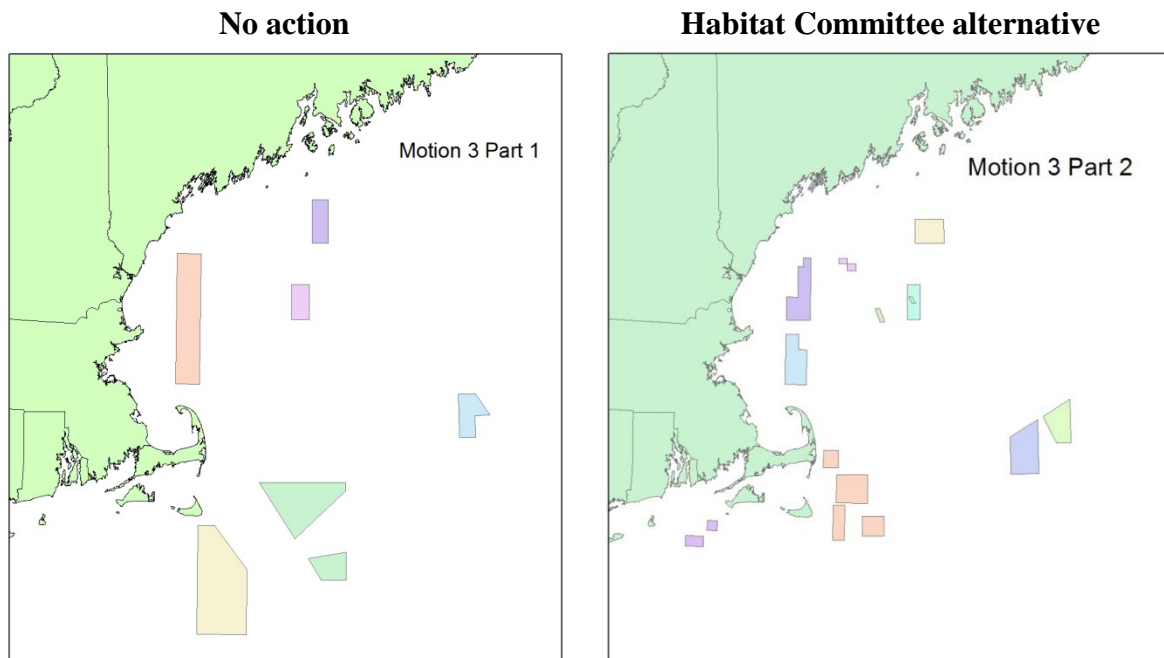 No action
Habitat Committee alternative
Motion 3 Part 1
Motion 3 Part 2